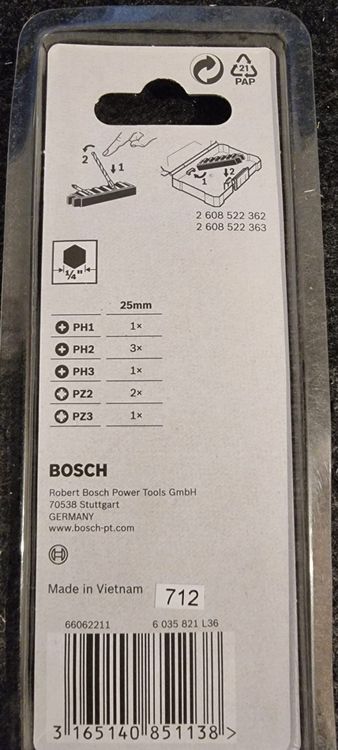 21
PAP
2
1
1
2
2 608 522 362
2 608 522 363
1/4"
25mm
PH1 1×
PH2 3×
PH3 1×
PZ2 2×
PZ3 1×
BOSCH
Robert Bosch Power Tools GmbH
70538 Stuttgart
GERMANY
www.bosch-pt.com
Made in Vietnam
712
66062211 6 035 821 L36
3 165140 851138 >